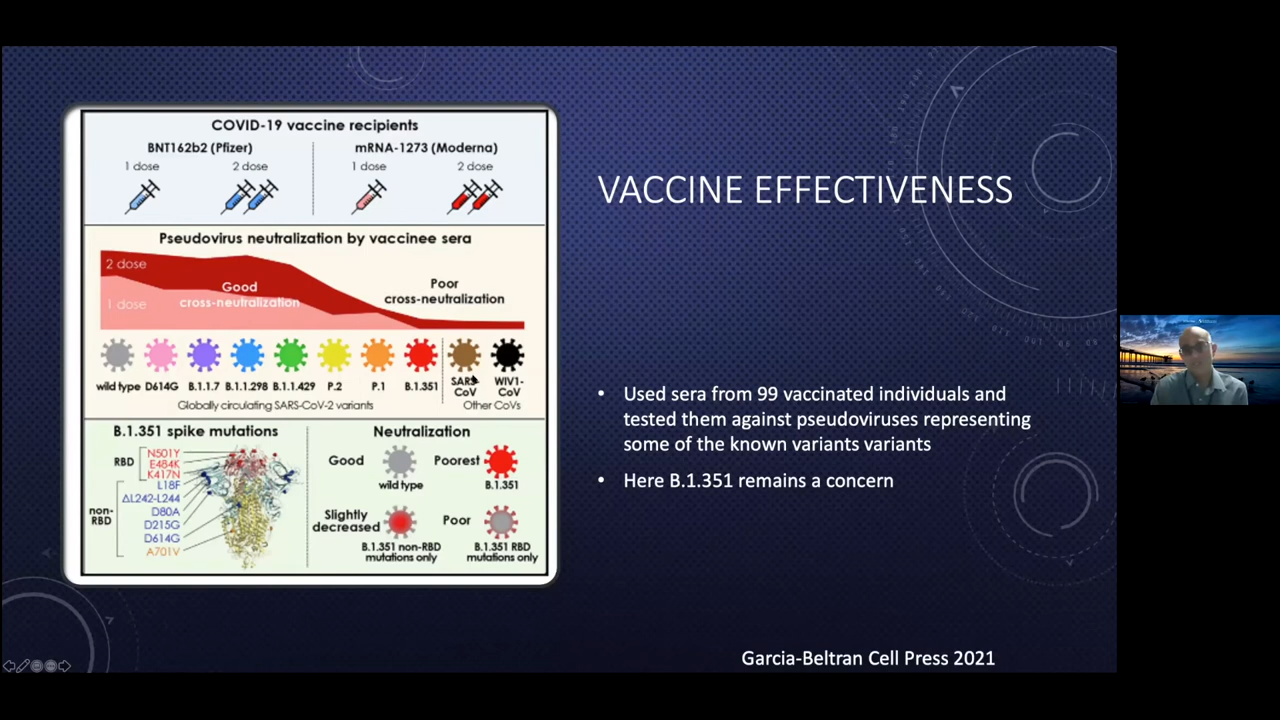 COVID-19 vaccine recipients
BNT162b2 (Pfizer)
mRNA-1273 (Moderna)
1 dose
2 dose
1 dose
2 dose
Pseudovirus neutralization by vaccinee sera
2 dose
1 dose
Good
cross-neutralization
Poor
cross-neutralization
wild type D614G B.1.1.7 B.1.1.298 B.1.1.429 P.2 P.1 B.1.351 SARS- WIV1-
CoV CoV
Globally circulating SARS-CoV-2 variants
Other CoVs
B.1.351 spike mutations
RBD
N501Y
E484K
K417N
non-
RBD
L18F
ΔL242-L244
D80A
D215G
D614G
A701V
Neutralization
Good
wild type
Poorest
B.1.351
Slightly
decreased
B.1.351 non-RBD
mutations only
Poor
B.1.351 RBD
mutations only
VACCINE EFFECTIVENESS
• Used sera from 99 vaccinated individuals and
tested them against pseudoviruses representing
some of the known variants variants
• Here B.1.351 remains a concern
Garcia-Beltran Cell Press 2021